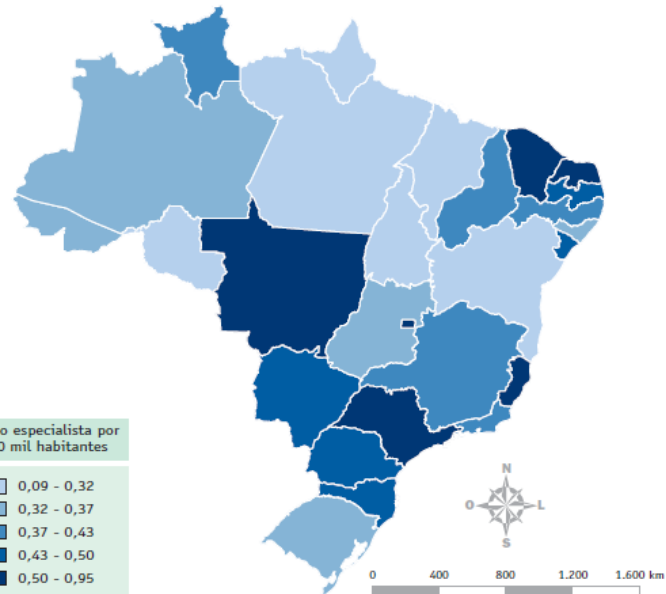 o especialista por
0 mil habitantes
0,09 - 0,32
0,32 - 0,37
0,37 - 0,43
0,43 - 0,50
0,50 - 0,95
N
O L
S
0 400 800 1.200 1.600 km